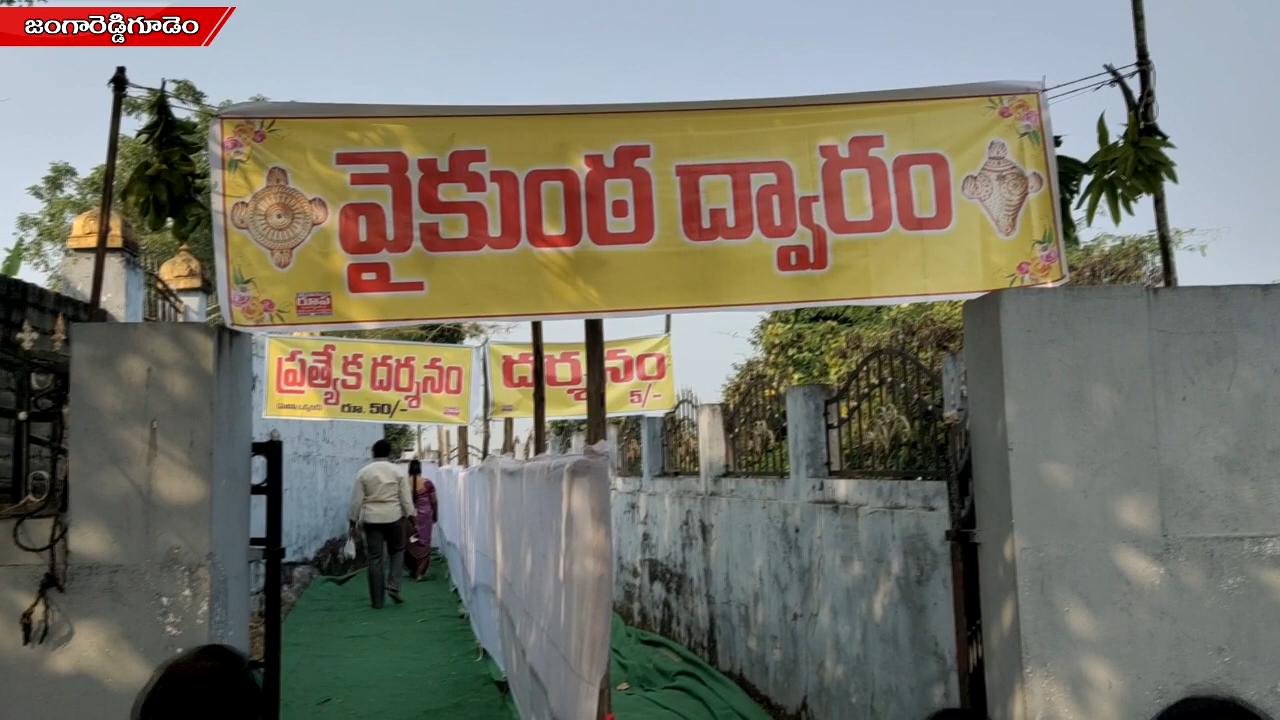 జంగారెడ్డిగూడెం
వైకుంఠ ద్వారం
రూప
ప్రత్యేక దర్శనం
రూ. 50/-
దర్శనం
5/-